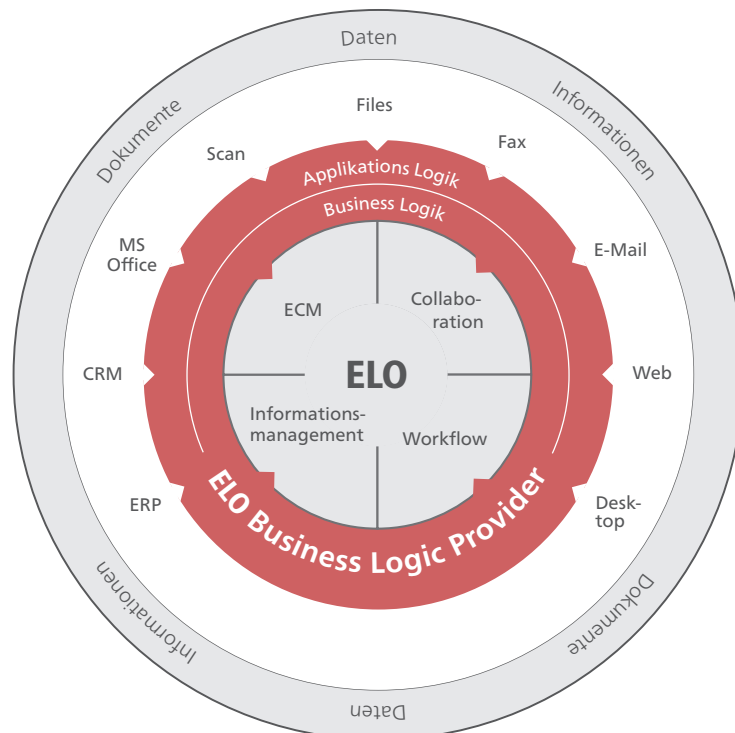 Daten
Informationen
Dokumente
Files
Fax
Scan
Applikations Logik
Business Logik
MS
Office
E-Mail
ECM
Collabo-
ration
CRM
ELO
Web
Informations-
management
Workflow
ERP
Desk-
top
ELO Business Logic Provider
Informationen
Dokumente
Daten